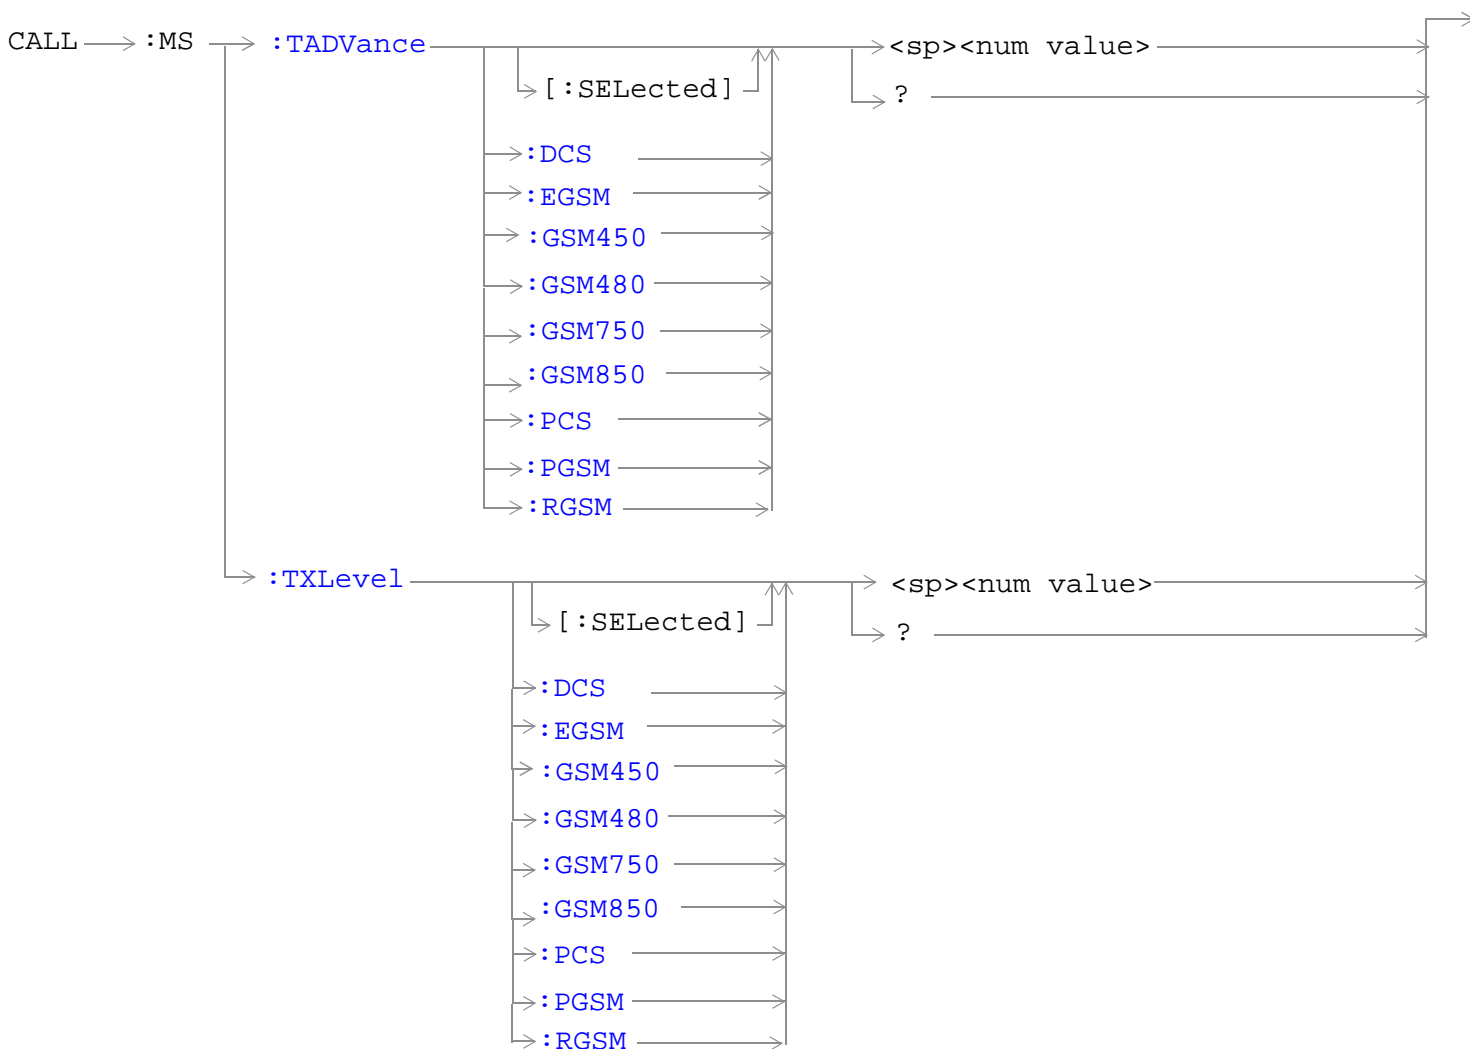 CALL :MS :TADVance <sp><num value>
[:SELected] ?
:DCS
:EGSM
:GSM450
:GSM480
:GSM750
:GSM850
:PCS
:PGSM
:RGSM
:TXLevel <sp><num value>
[:SELected] ?
:DCS
:EGSM
:GSM450
:GSM480
:GSM750
:GSM850
:PCS
:PGSM
:RGSM